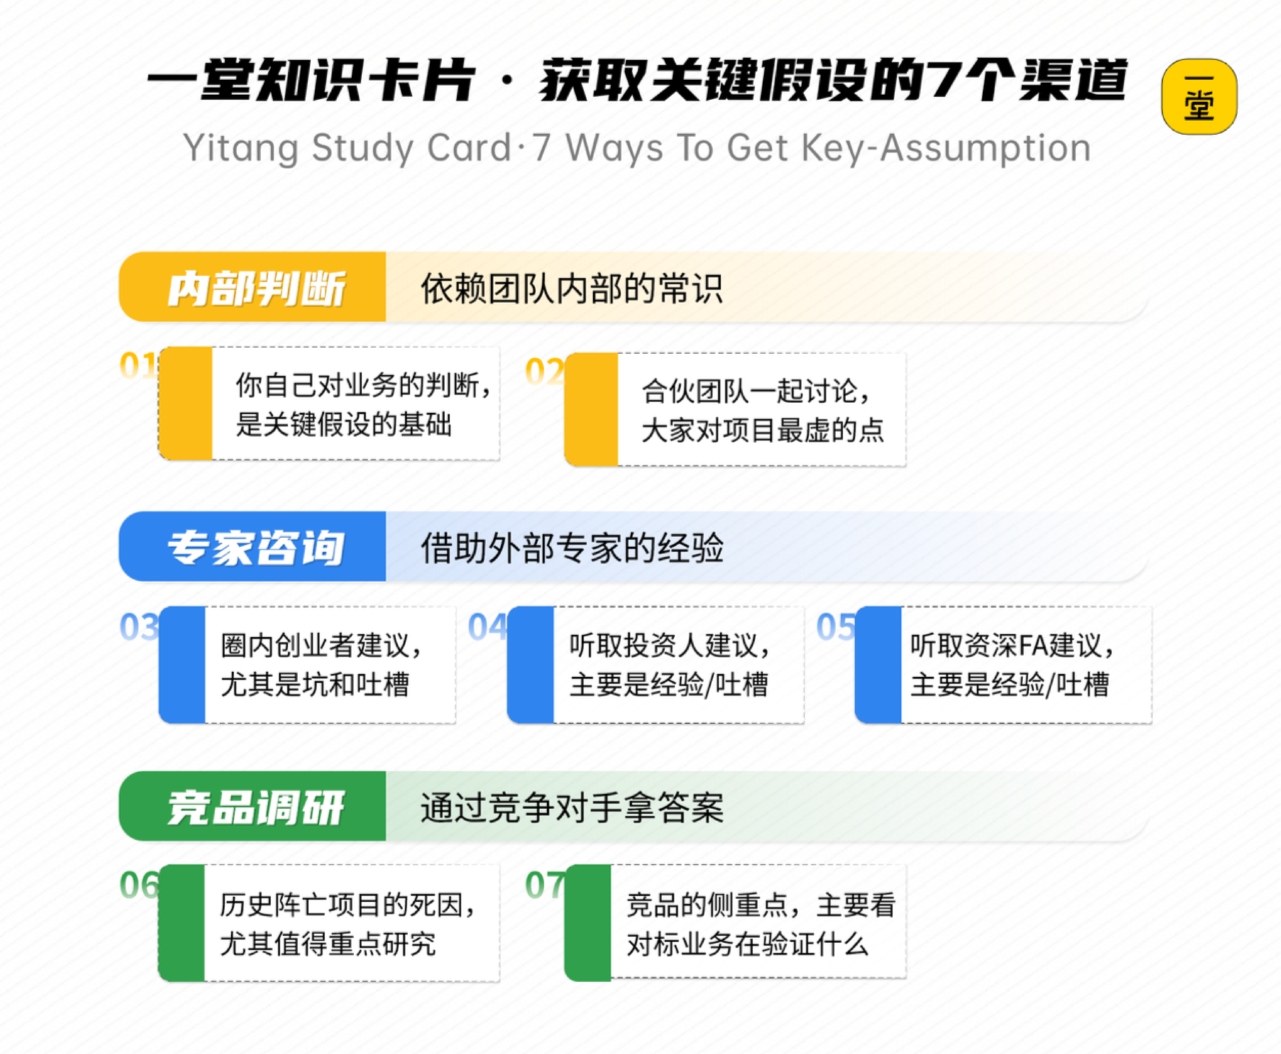 一堂知识卡片·获取关键假设的7个渠道
一
堂
Yitang Study Card·7 Ways To Get Key-Assumption
内部判断
依赖团队内部的常识
01
你自己对业务的判断，
是关键假设的基础
02
合伙团队一起讨论，
大家对项目最虚的点
专家咨询
借助外部专家的经验
03
圈内创业者建议，
尤其是坑和吐槽
04
听取投资人建议，
主要是经验/吐槽
05
听取资深FA建议，
主要是经验/吐槽
竞品调研
通过竞争对手拿答案
06
历史阵亡项目的死因，
尤其值得重点研究
07
竞品的侧重点，主要看
对标业务在验证什么